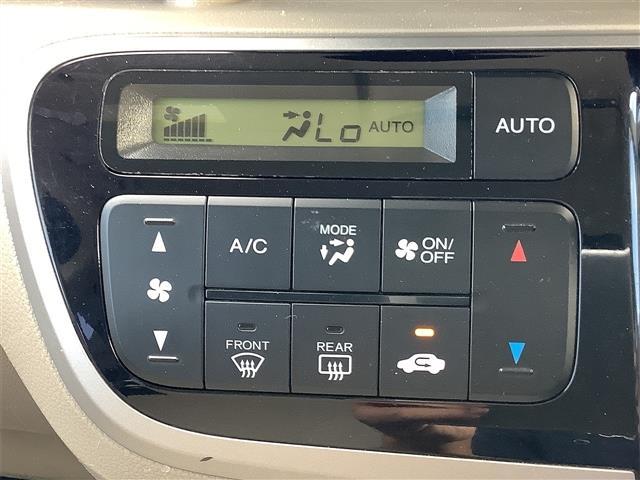 Lo AUTO
AUTO
A/C
MODE
ON/
OFF
FRONT
REAR